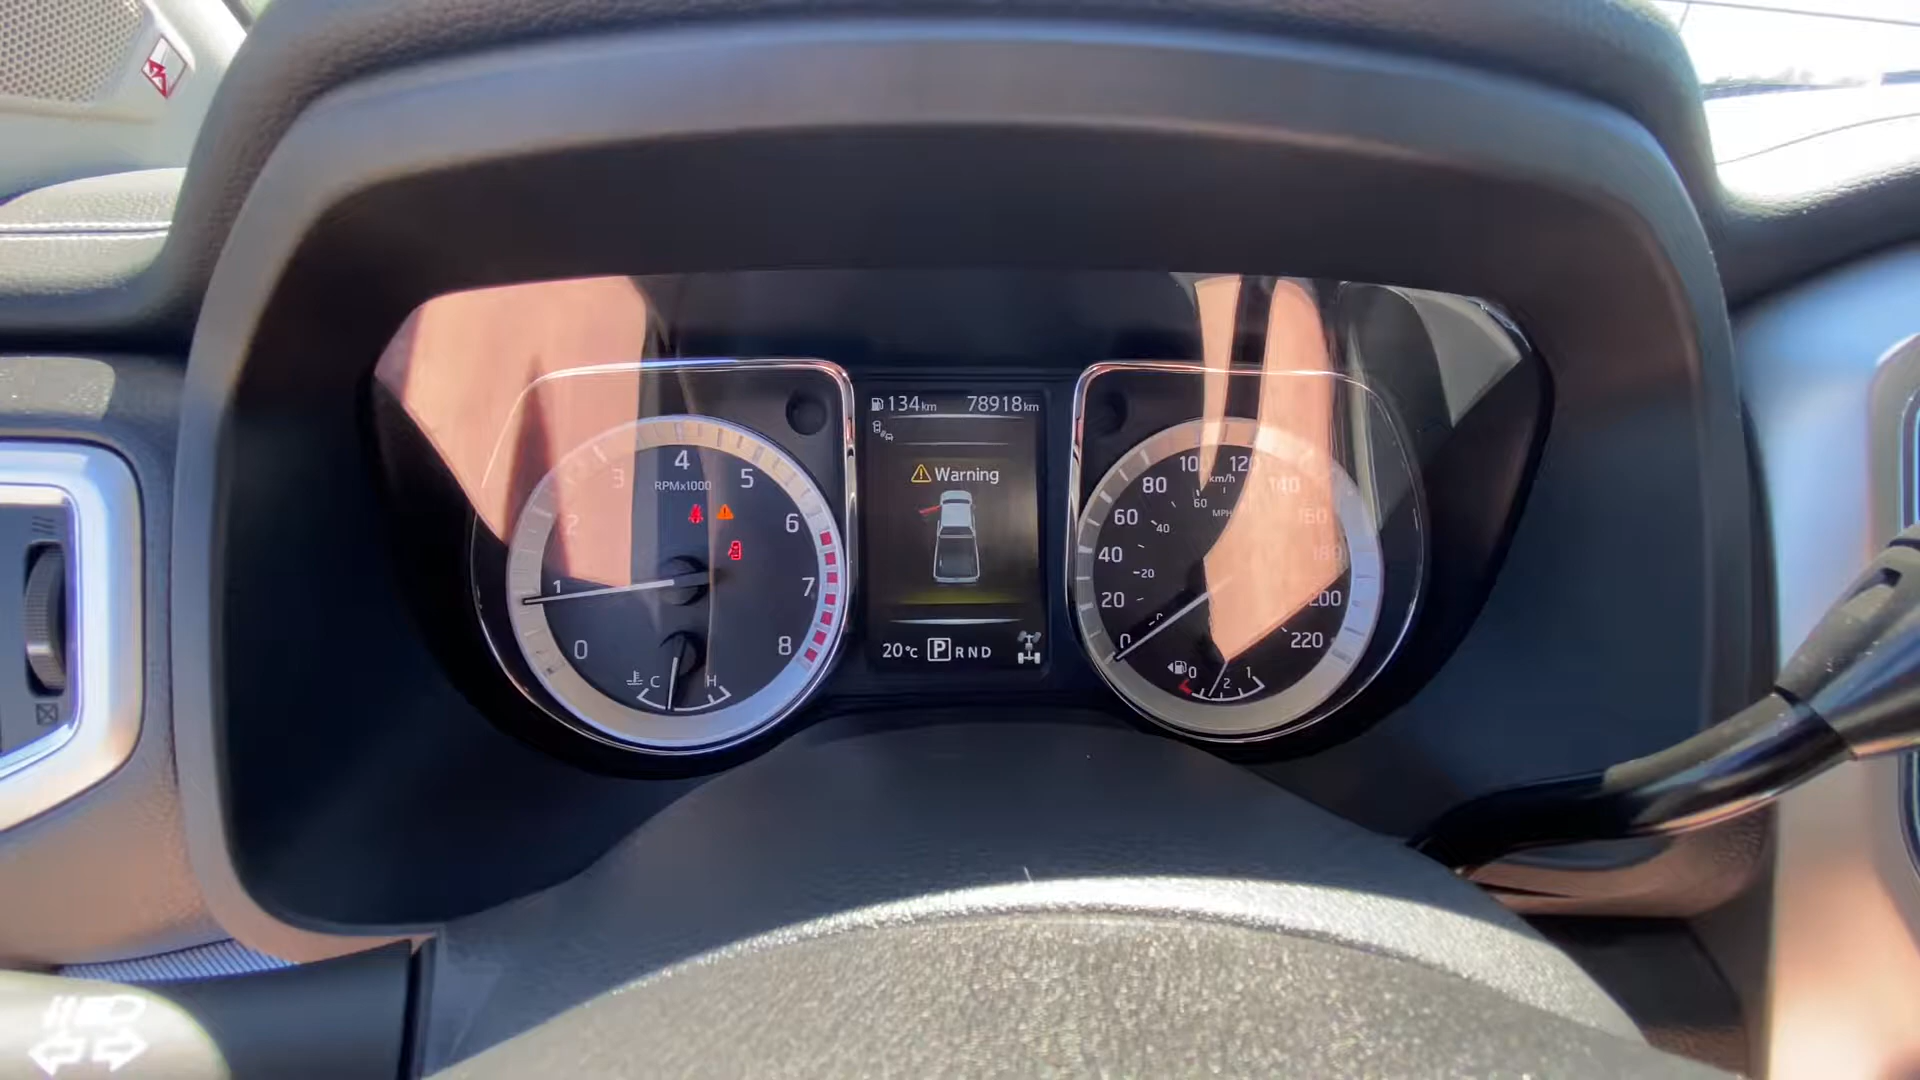 134km 78918km
Warning
20°C P R N D
0 1 2 3 4 5 6 7 8
RPMx1000
C H
0 20 40 60 80 100 120 140 160 180 200 220
km/h
20 40 60
MPH
0 1/2 1